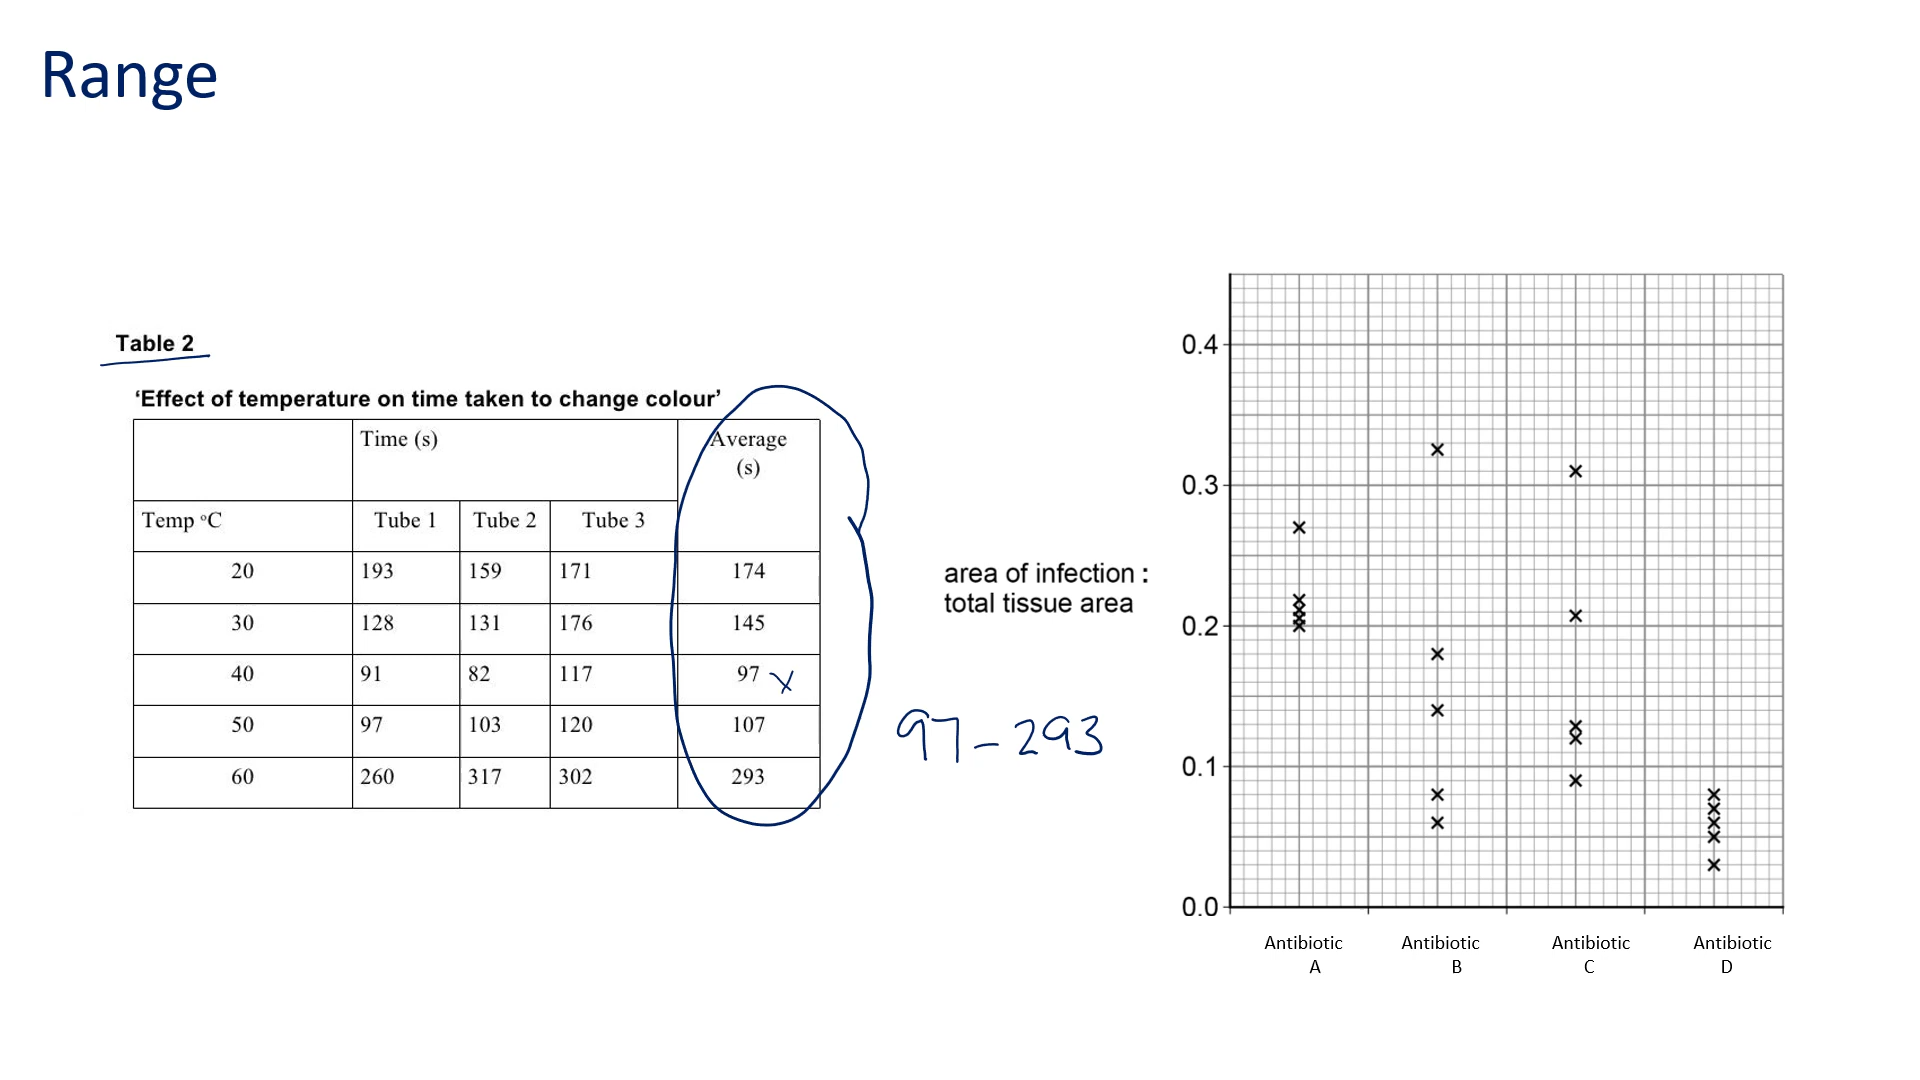 Range
Table 2
‘Effect of temperature on time taken to change colour’
Time (s) Average
(s)
Temp °C Tube 1 Tube 2 Tube 3
20 193 159 171 174
30 128 131 176 145
40 91 82 117 97 x
50 97 103 120 107
60 260 317 302 293
97 – 293
area of infection :
total tissue area
0.4
0.3
0.2
0.1
0.0
Antibiotic Antibiotic Antibiotic Antibiotic
A B C D